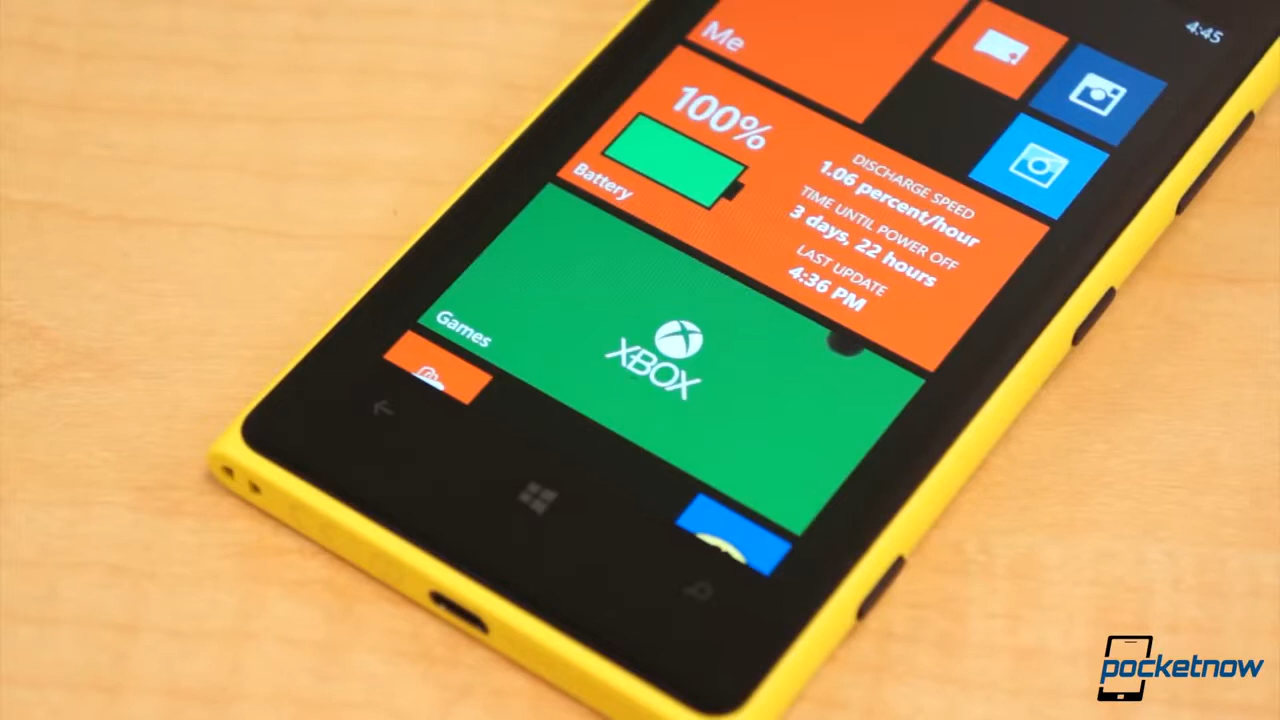 4:45
Me
100%
Battery
DISCHARGE SPEED
1.06 percent/hour
TIME UNTIL POWER OFF
3 days, 22 hours
LAST UPDATE
4:36 PM
Games
XBOX
pocketnow